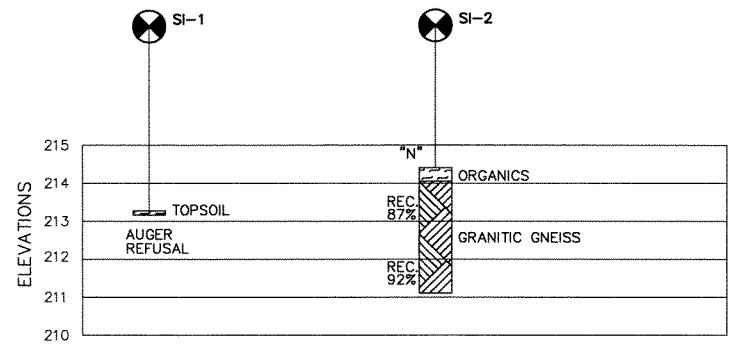 SI-1
SI-2
215
"N"
214
ORGANICS
TOPSOIL
REC.
87%
213
AUGER
REFUSAL
GRANITIC GNEISS
212
REC.
92%
211
210
ELEVATIONS